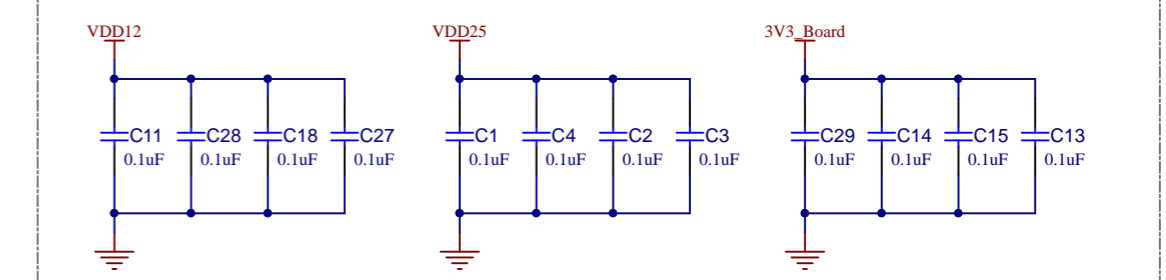 VDD12 VDD25 3V3_Board
C11 C28 C18 C27 C1 C4 C2 C3 C29 C14 C15 C13
0.1uF 0.1uF 0.1uF 0.1uF 0.1uF 0.1uF 0.1uF 0.1uF 0.1uF 0.1uF 0.1uF 0.1uF